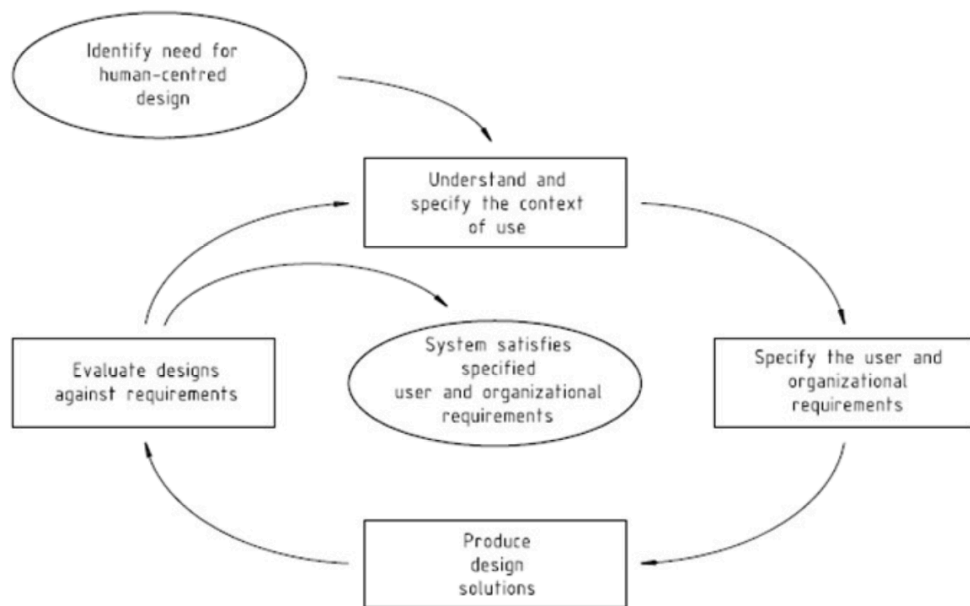 Identify need for
human-centred
design
Understand and
specify the context
of use
Evaluate designs
against requirements
System satisfies
specified
user and organizational
requirements
Specify the user and
organizational
requirements
Produce
design
solutions